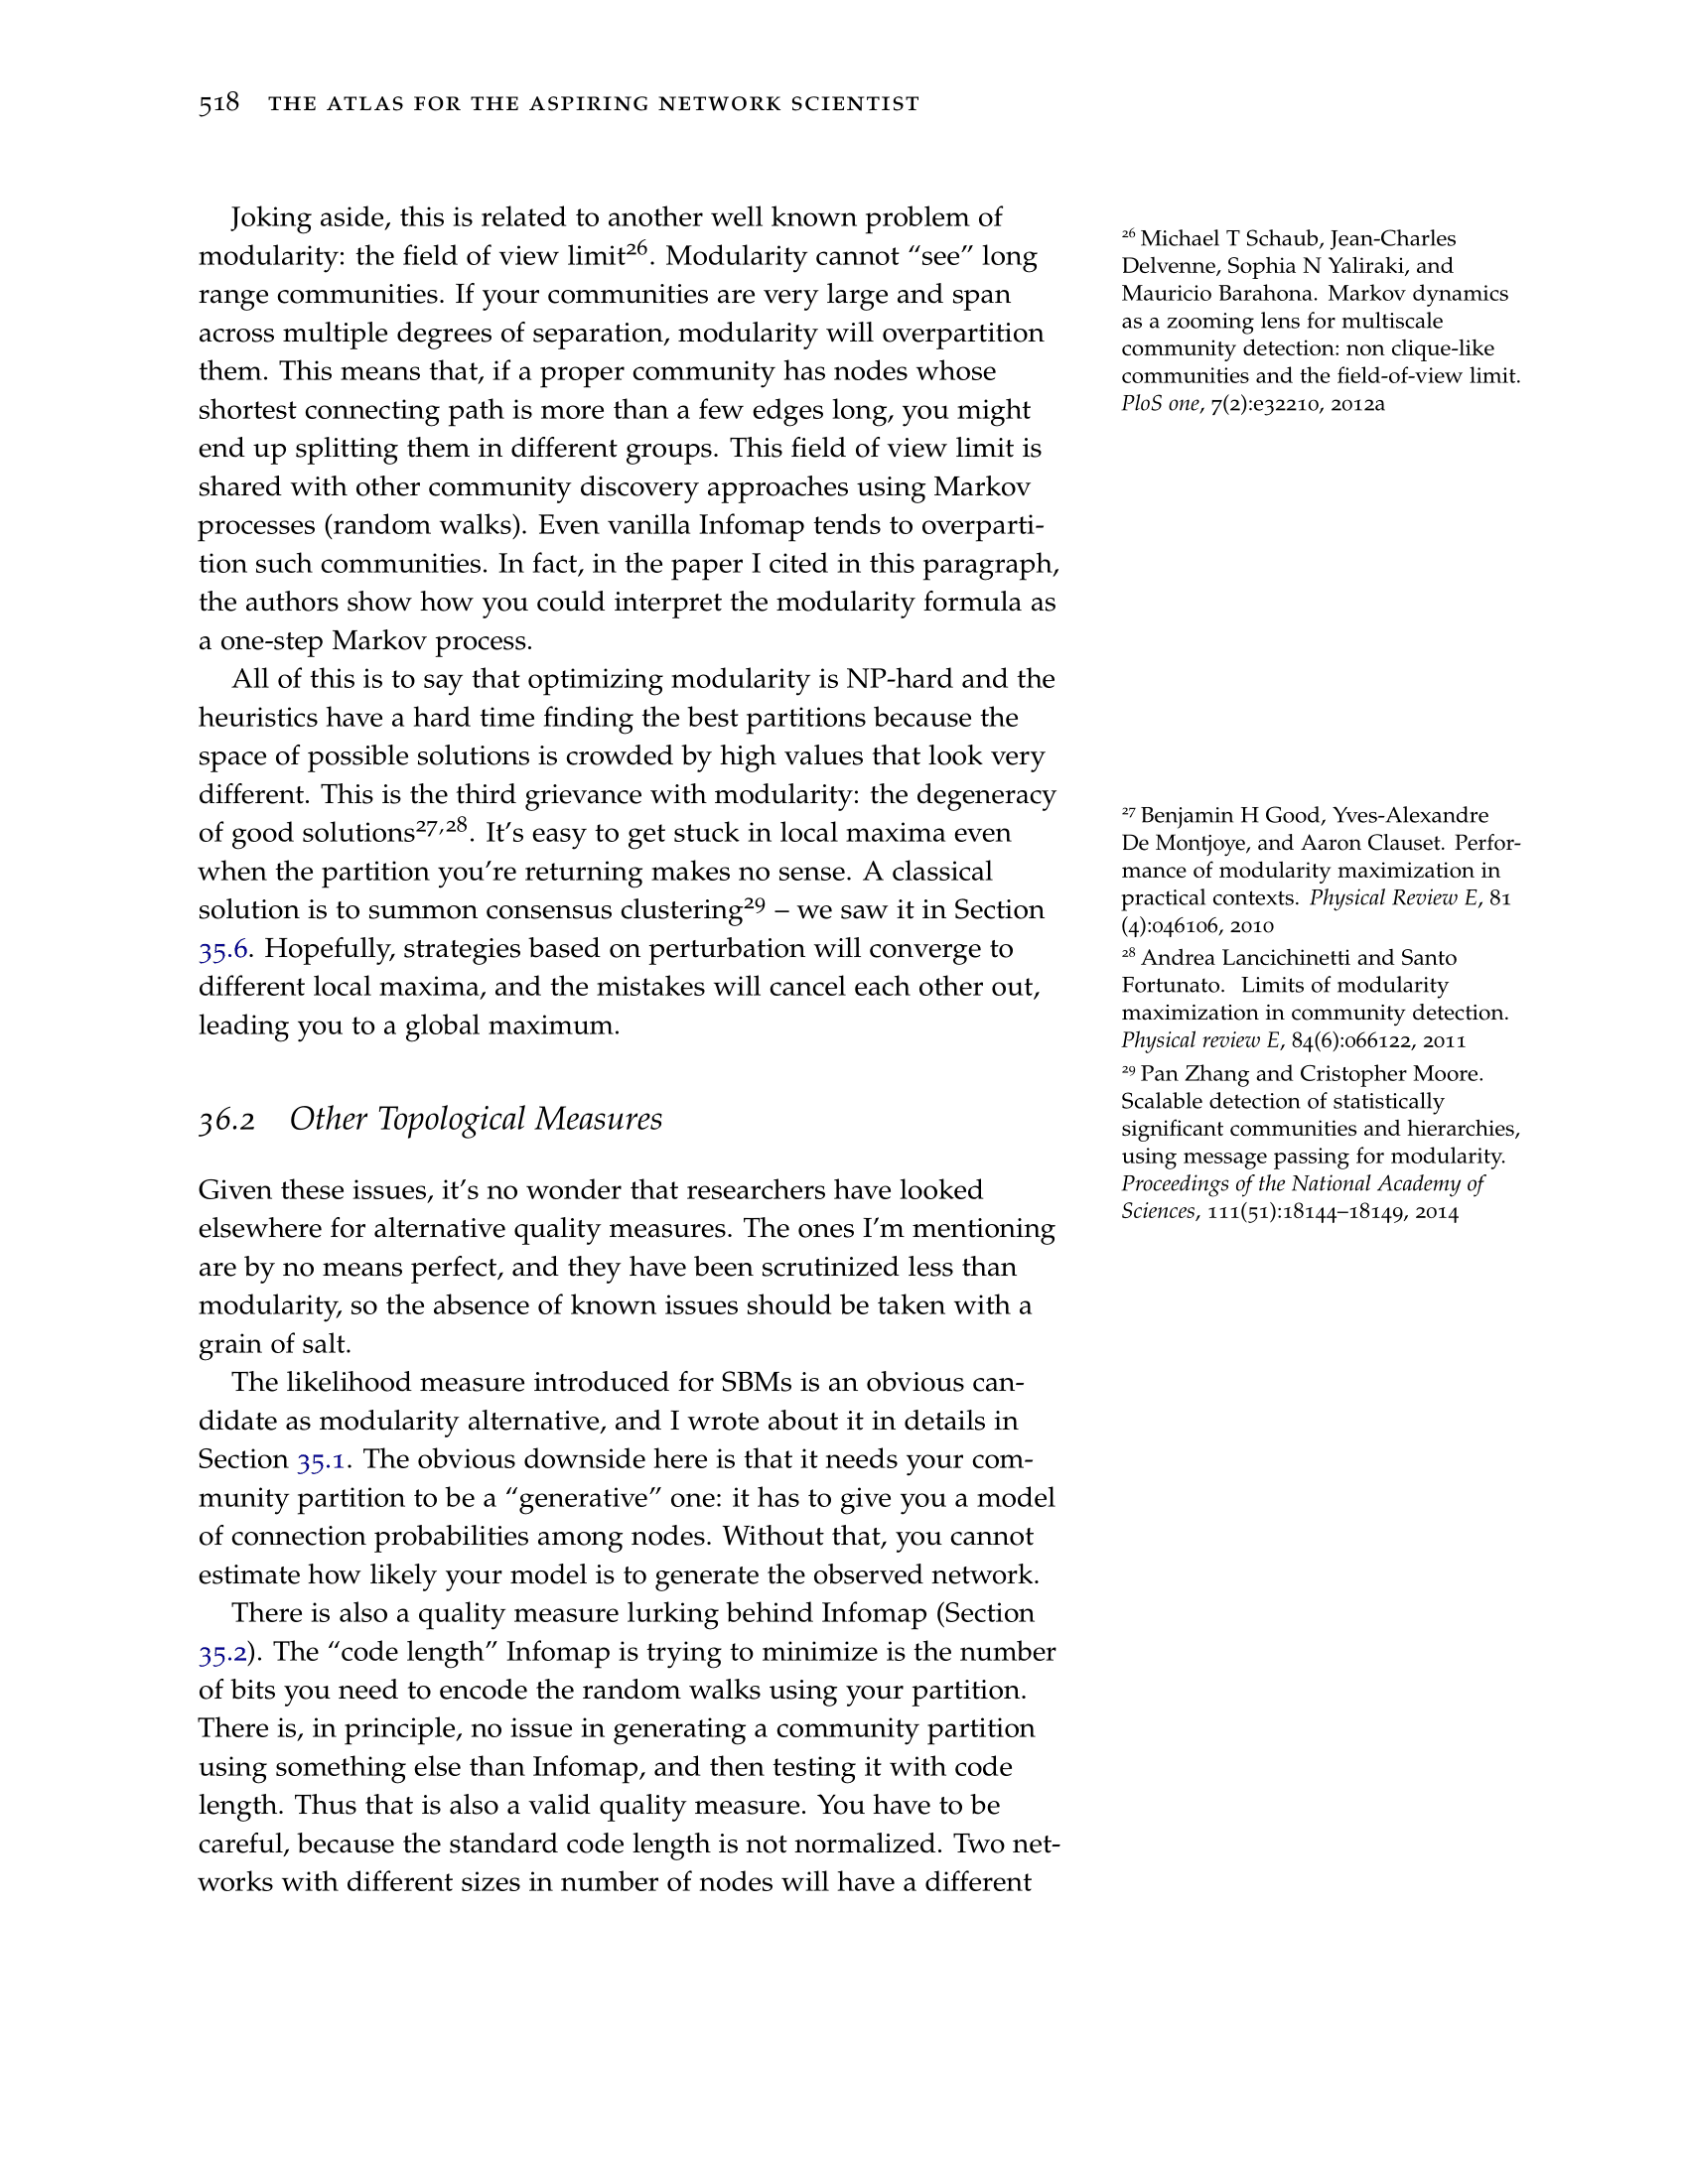 518 THE ATLAS FOR THE ASPIRING NETWORK SCIENTIST
Joking aside, this is related to another well known problem of
modularity: the field of view limit26. Modularity cannot “see” long
range communities. If your communities are very large and span
across multiple degrees of separation, modularity will overpartition
them. This means that, if a proper community has nodes whose
shortest connecting path is more than a few edges long, you might
end up splitting them in different groups. This field of view limit is
shared with other community discovery approaches using Markov
processes (random walks). Even vanilla Infomap tends to overparti-
tion such communities. In fact, in the paper I cited in this paragraph,
the authors show how you could interpret the modularity formula as
a one-step Markov process.
All of this is to say that optimizing modularity is NP-hard and the
heuristics have a hard time finding the best partitions because the
space of possible solutions is crowded by high values that look very
different. This is the third grievance with modularity: the degeneracy
of good solutions27,28. It’s easy to get stuck in local maxima even
when the partition you’re returning makes no sense. A classical
solution is to summon consensus clustering29 – we saw it in Section
35.6. Hopefully, strategies based on perturbation will converge to
different local maxima, and the mistakes will cancel each other out,
leading you to a global maximum.
36.2 Other Topological Measures
Given these issues, it’s no wonder that researchers have looked
elsewhere for alternative quality measures. The ones I’m mentioning
are by no means perfect, and they have been scrutinized less than
modularity, so the absence of known issues should be taken with a
grain of salt.
The likelihood measure introduced for SBMs is an obvious can-
didate as modularity alternative, and I wrote about it in details in
Section 35.1. The obvious downside here is that it needs your com-
munity partition to be a “generative” one: it has to give you a model
of connection probabilities among nodes. Without that, you cannot
estimate how likely your model is to generate the observed network.
There is also a quality measure lurking behind Infomap (Section
35.2). The “code length” Infomap is trying to minimize is the number
of bits you need to encode the random walks using your partition.
There is, in principle, no issue in generating a community partition
using something else than Infomap, and then testing it with code
length. Thus that is also a valid quality measure. You have to be
careful, because the standard code length is not normalized. Two net-
works with different sizes in number of nodes will have a different
26 Michael T Schaub, Jean-Charles
Delvenne, Sophia N Yaliraki, and
Mauricio Barahona. Markov dynamics
as a zooming lens for multiscale
community detection: non clique-like
communities and the field-of-view limit.
PloS one, 7(2):e32210, 2012a
27 Benjamin H Good, Yves-Alexandre
De Montjoye, and Aaron Clauset. Perfor-
mance of modularity maximization in
practical contexts. Physical Review E, 81
(4):046106, 2010
28 Andrea Lancichinetti and Santo
Fortunato. Limits of modularity
maximization in community detection.
Physical review E, 84(6):066122, 2011
29 Pan Zhang and Cristopher Moore.
Scalable detection of statistically
significant communities and hierarchies,
using message passing for modularity.
Proceedings of the National Academy of
Sciences, 111(51):18144–18149, 2014